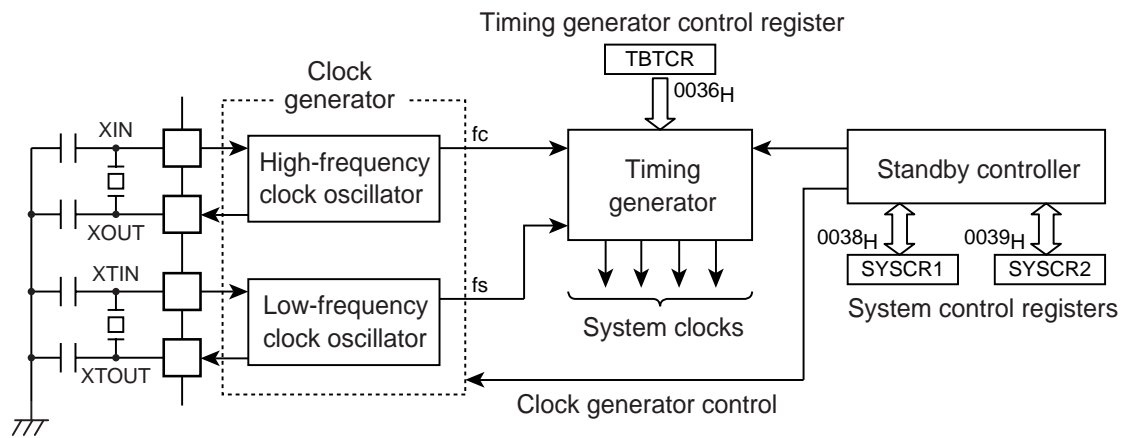 Timing generator control register
TBTCR
0036H
Clock
generator
XIN
XOUT
XTIN
XTOUT
High-frequency
clock oscillator
fc
Low-frequency
clock oscillator
fs
Timing
generator
System clocks
Standby controller
0038H
0039H
SYSCR1
SYSCR2
System control registers
Clock generator control